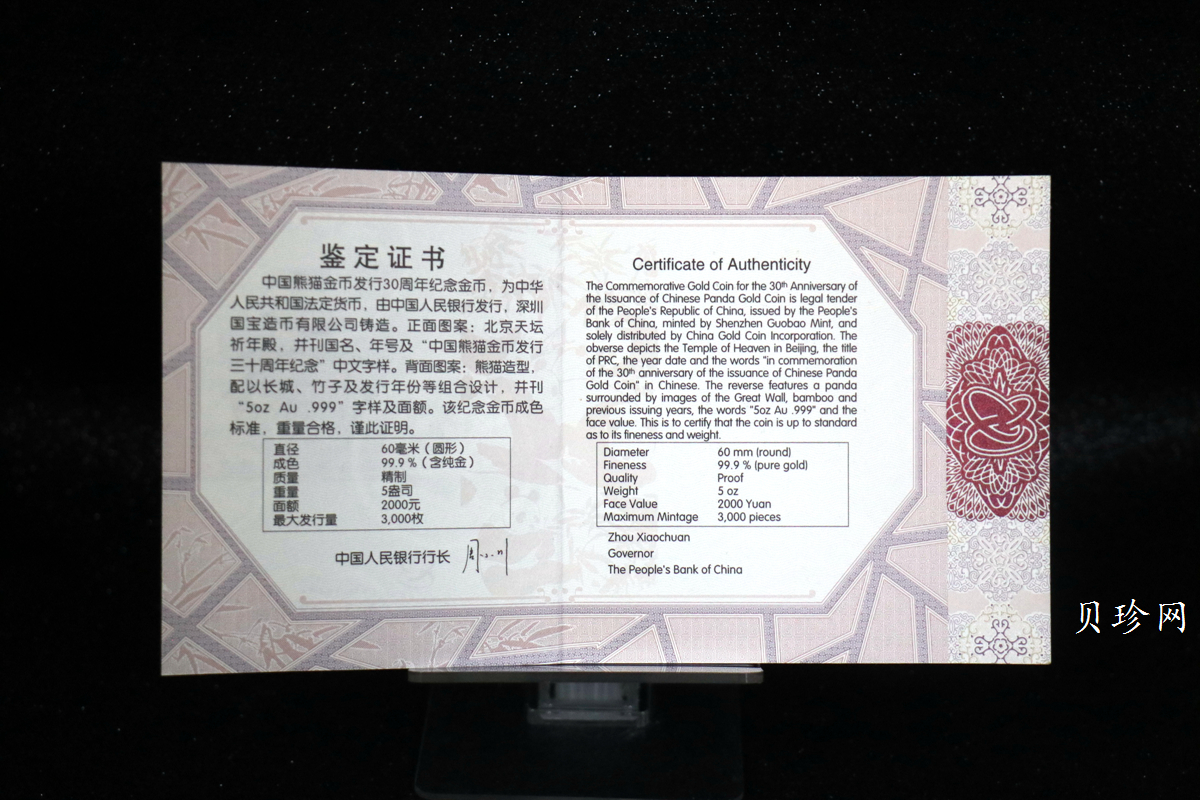 鉴定证书
中国熊猫金币发行30周年纪念金币，为中华
人民共和国法定货币，由中国人民银行发行，深圳
国宝造币有限公司铸造。正面图案：北京天坛
祈年殿，并刊国名、年号及“中国熊猫金币发行
三十周年纪念”中文字样。背面图案：熊猫造型，
配以长城、竹子及发行年份等组合设计，并刊
“5oz Au .999”字样及面额。该纪念金币成色
标准，重量合格，谨此证明。
直径 60毫米（圆形）
成色 99.9%（含纯金）
质量 精制
重量 5盎司
面额 2000元
最大发行量 3,000枚
中国人民银行行长 周小川
Certificate of Authenticity
The Commemorative Gold Coin for the 30th Anniversary of
the Issuance of Chinese Panda Gold Coin is legal tender
of the People's Republic of China, issued by the People's
Bank of China, minted by Shenzhen Guobao Mint, and
solely distributed by China Gold Coin Incorporation. The
obverse depicts the Temple of Heaven in Beijing, the title
of PRC, the year date and the words "in commemoration
of the 30th anniversary of the issuance of Chinese Panda
Gold Coin" in Chinese. The reverse features a panda
surrounded by images of the Great Wall, bamboo and
previous issuing years, the words "5oz Au .999" and the
face value. This is to certify that the coin is up to standard
as to its fineness and weight.
Diameter 60 mm (round)
Fineness 99.9 % (pure gold)
Quality Proof
Weight 5 oz
Face Value 2000 Yuan
Maximum Mintage 3,000 pieces
Zhou Xiaochuan
Governor
The People's Bank of China
贝珍网